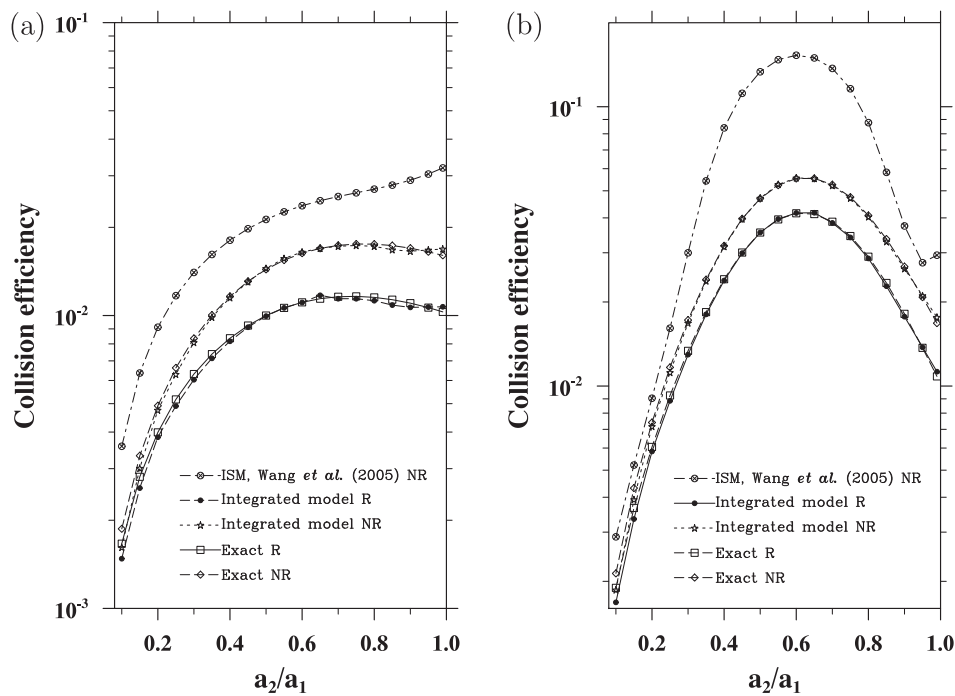 (a)
10⁻¹
10⁻²
10⁻³
Collision efficiency
ISM, Wang et al. (2005) NR
Integrated model R
Integrated model NR
Exact R
Exact NR
0.2 0.4 0.6 0.8 1.0
a₂/a₁
(b)
10⁻¹
10⁻²
Collision efficiency
ISM, Wang et al. (2005) NR
Integrated model R
Integrated model NR
Exact R
Exact NR
0.2 0.4 0.6 0.8 1.0
a₂/a₁